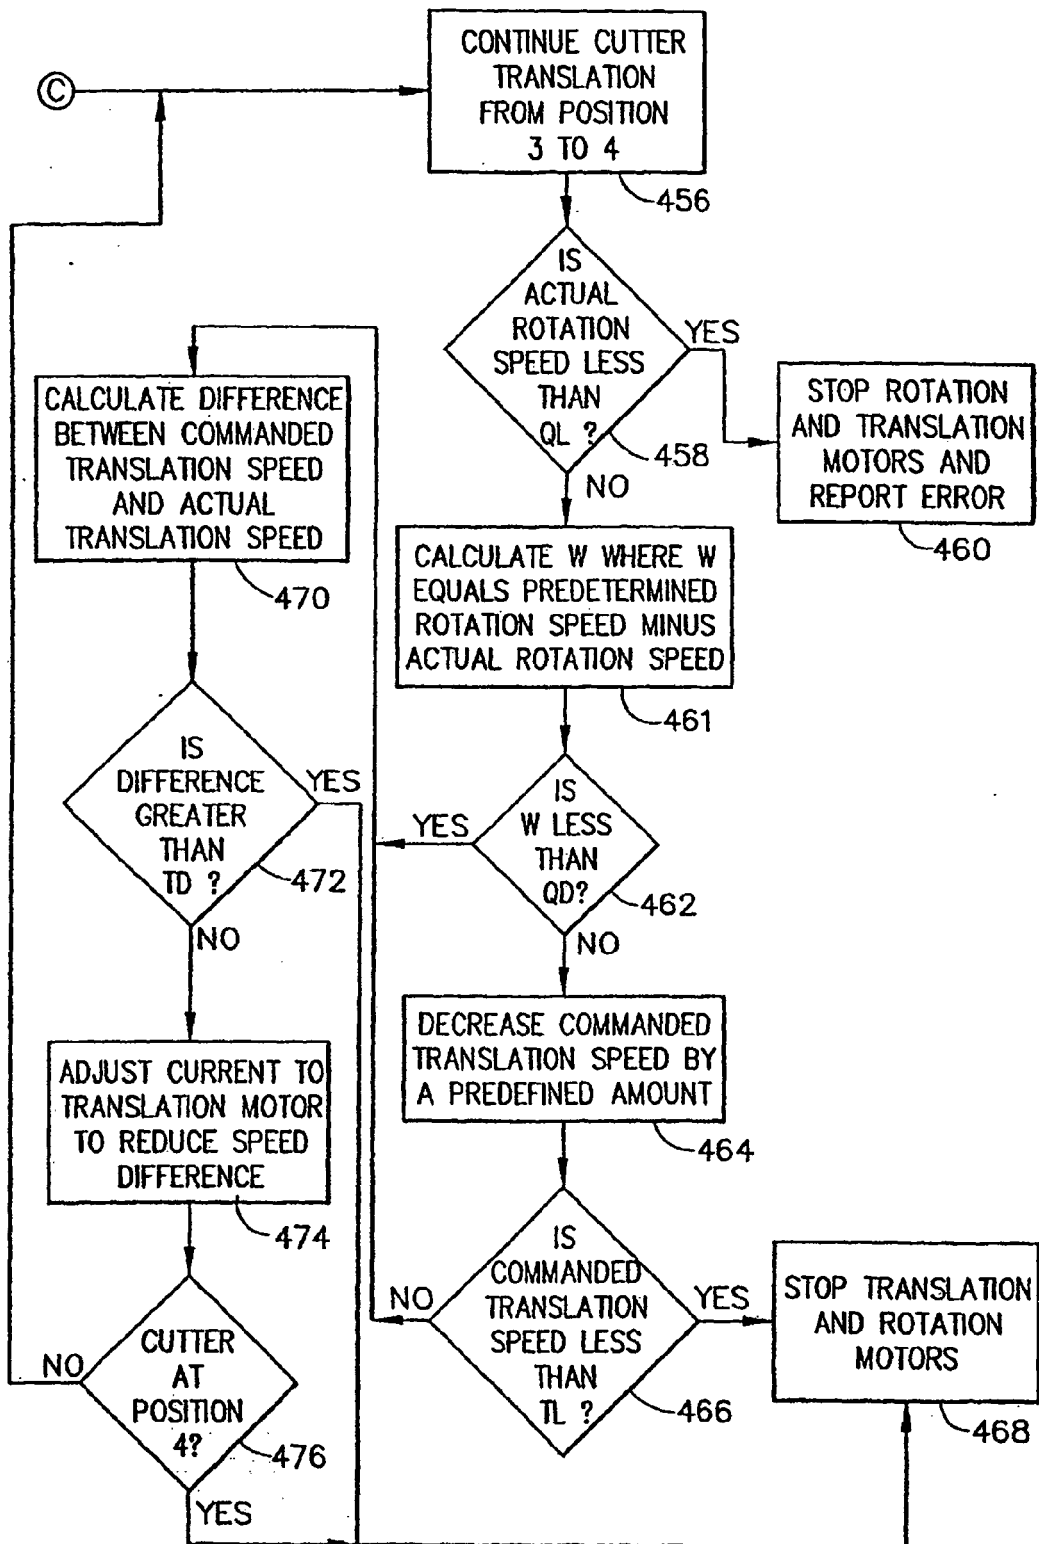 C
CONTINUE CUTTER
TRANSLATION
FROM POSITION
3 TO 4
456
IS
ACTUAL
ROTATION
SPEED LESS
THAN
QL ?
458
YES
NO
STOP ROTATION
AND TRANSLATION
MOTORS AND
REPORT ERROR
460
CALCULATE W WHERE W
EQUALS PREDETERMINED
ROTATION SPEED MINUS
ACTUAL ROTATION SPEED
461
IS
W LESS
THAN
QD?
462
YES
NO
DECREASE COMMANDED
TRANSLATION SPEED BY
A PREDEFINED AMOUNT
464
IS
COMMANDED
TRANSLATION
SPEED LESS
THAN
TL ?
466
NO
YES
STOP TRANSLATION
AND ROTATION
MOTORS
468
CALCULATE DIFFERENCE
BETWEEN COMMANDED
TRANSLATION SPEED
AND ACTUAL
TRANSLATION SPEED
470
IS
DIFFERENCE
GREATER
THAN
TD ?
472
YES
NO
ADJUST CURRENT TO
TRANSLATION MOTOR
TO REDUCE SPEED
DIFFERENCE
474
CUTTER
AT
POSITION
4?
476
NO
YES